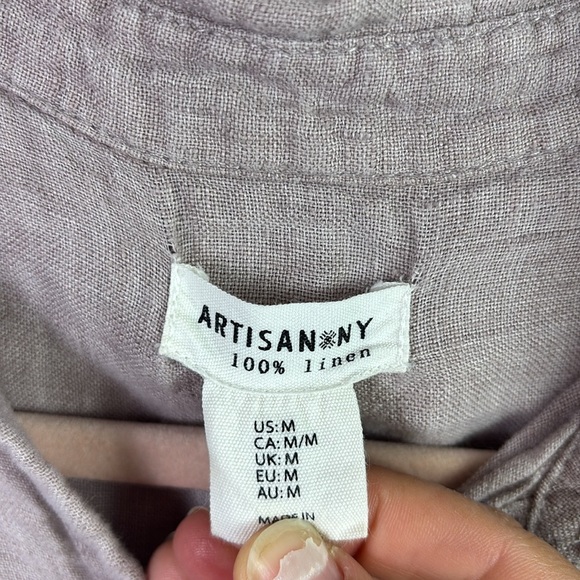 ARTISAN NY
100% linen
US: M
CA: M/M
UK: M
EU: M
AU: M
MADE IN